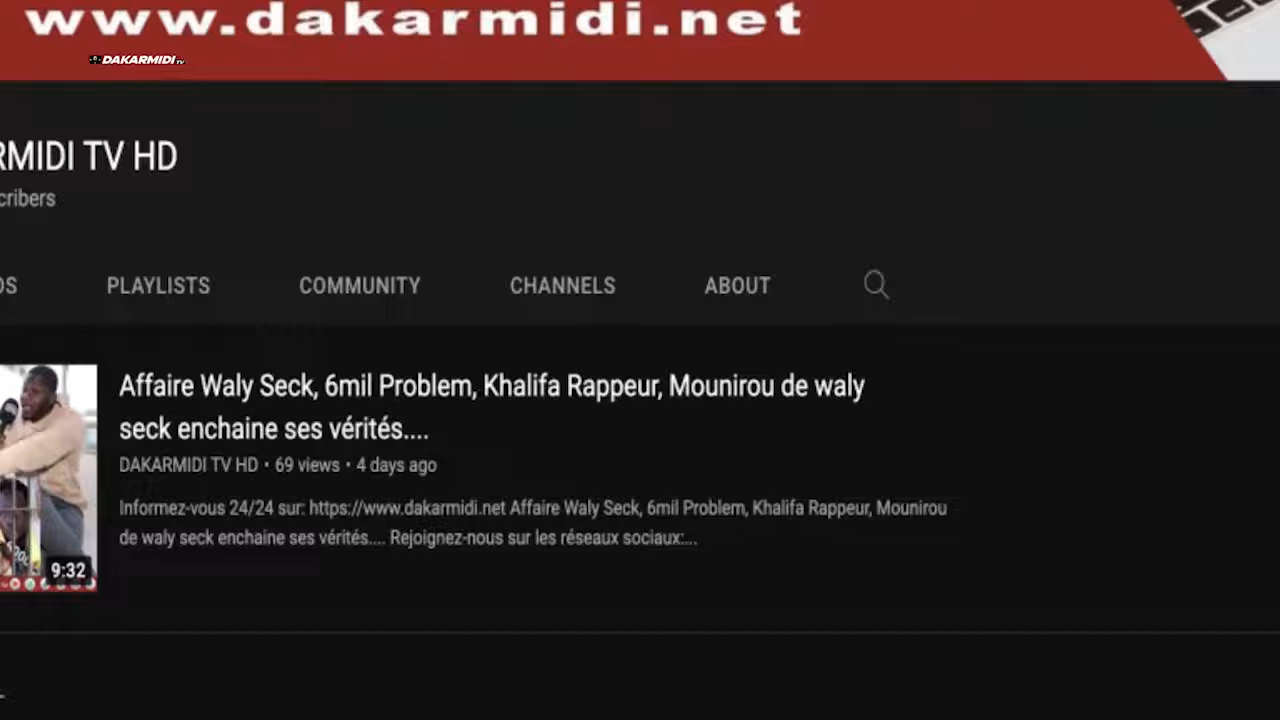 www.dakarmidi.net
DAKARMIDI TV
RMIDI TV HD
cribers
OS PLAYLISTS COMMUNITY CHANNELS ABOUT
Affaire Waly Seck, 6mil Problem, Khalifa Rappeur, Mounirou de waly
seck enchaine ses vérités....
DAKARMIDI TV HD • 69 views • 4 days ago
Informez-vous 24/24 sur: https://www.dakarmidi.net Affaire Waly Seck, 6mil Problem, Khalifa Rappeur, Mounirou
de waly seck enchaine ses vérités.... Rejoignez-nous sur les réseaux sociaux:...
9:32